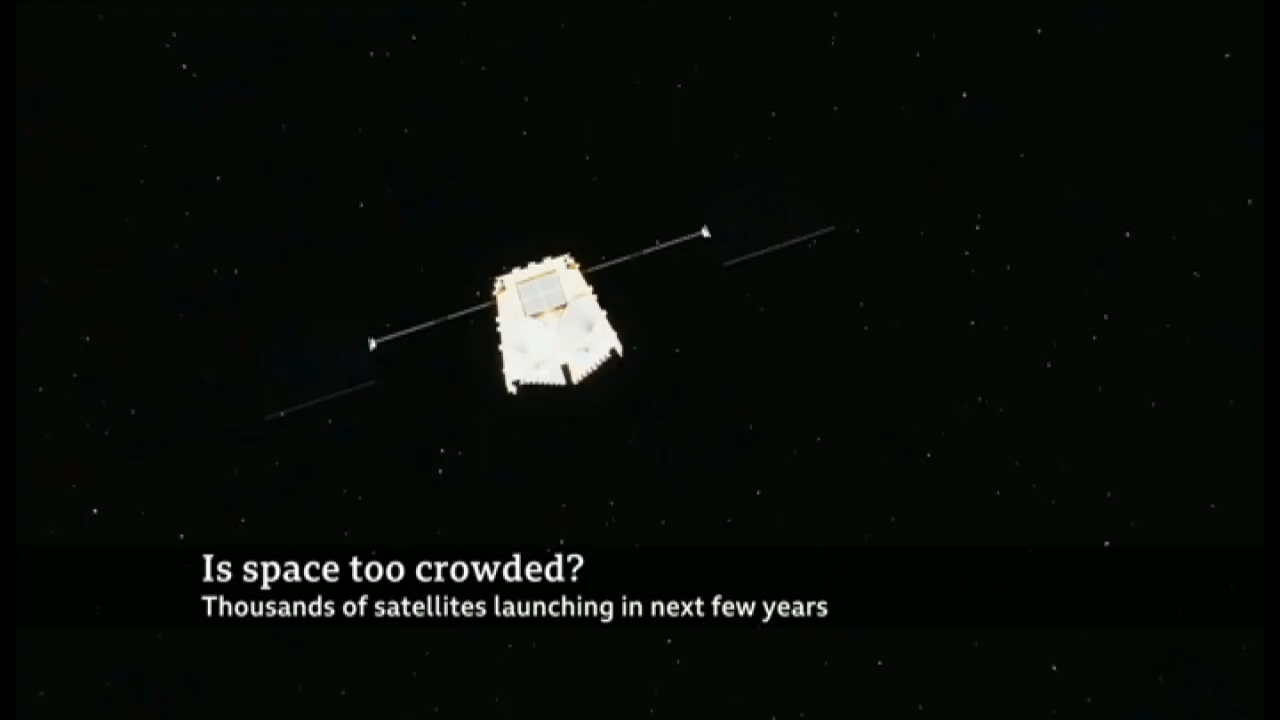 Is space too crowded?
Thousands of satellites launching in next few years